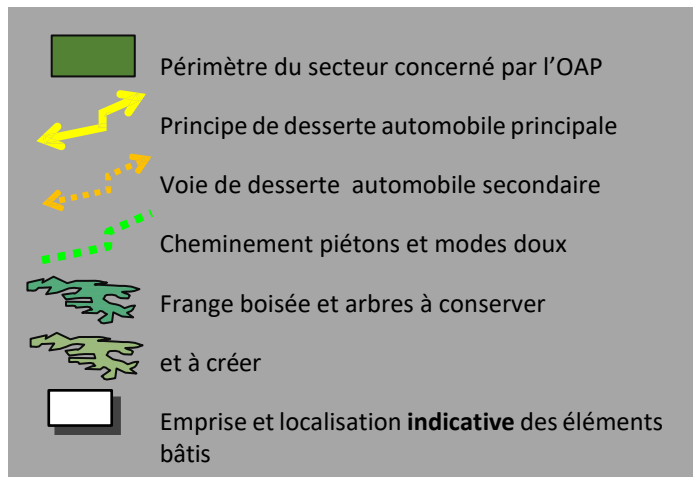 Périmètre du secteur concerné par l’OAP
Principe de desserte automobile principale
Voie de desserte automobile secondaire
Cheminement piétons et modes doux
Frange boisée et arbres à conserver
et à créer
Emprise et localisation indicative des éléments
bâtis